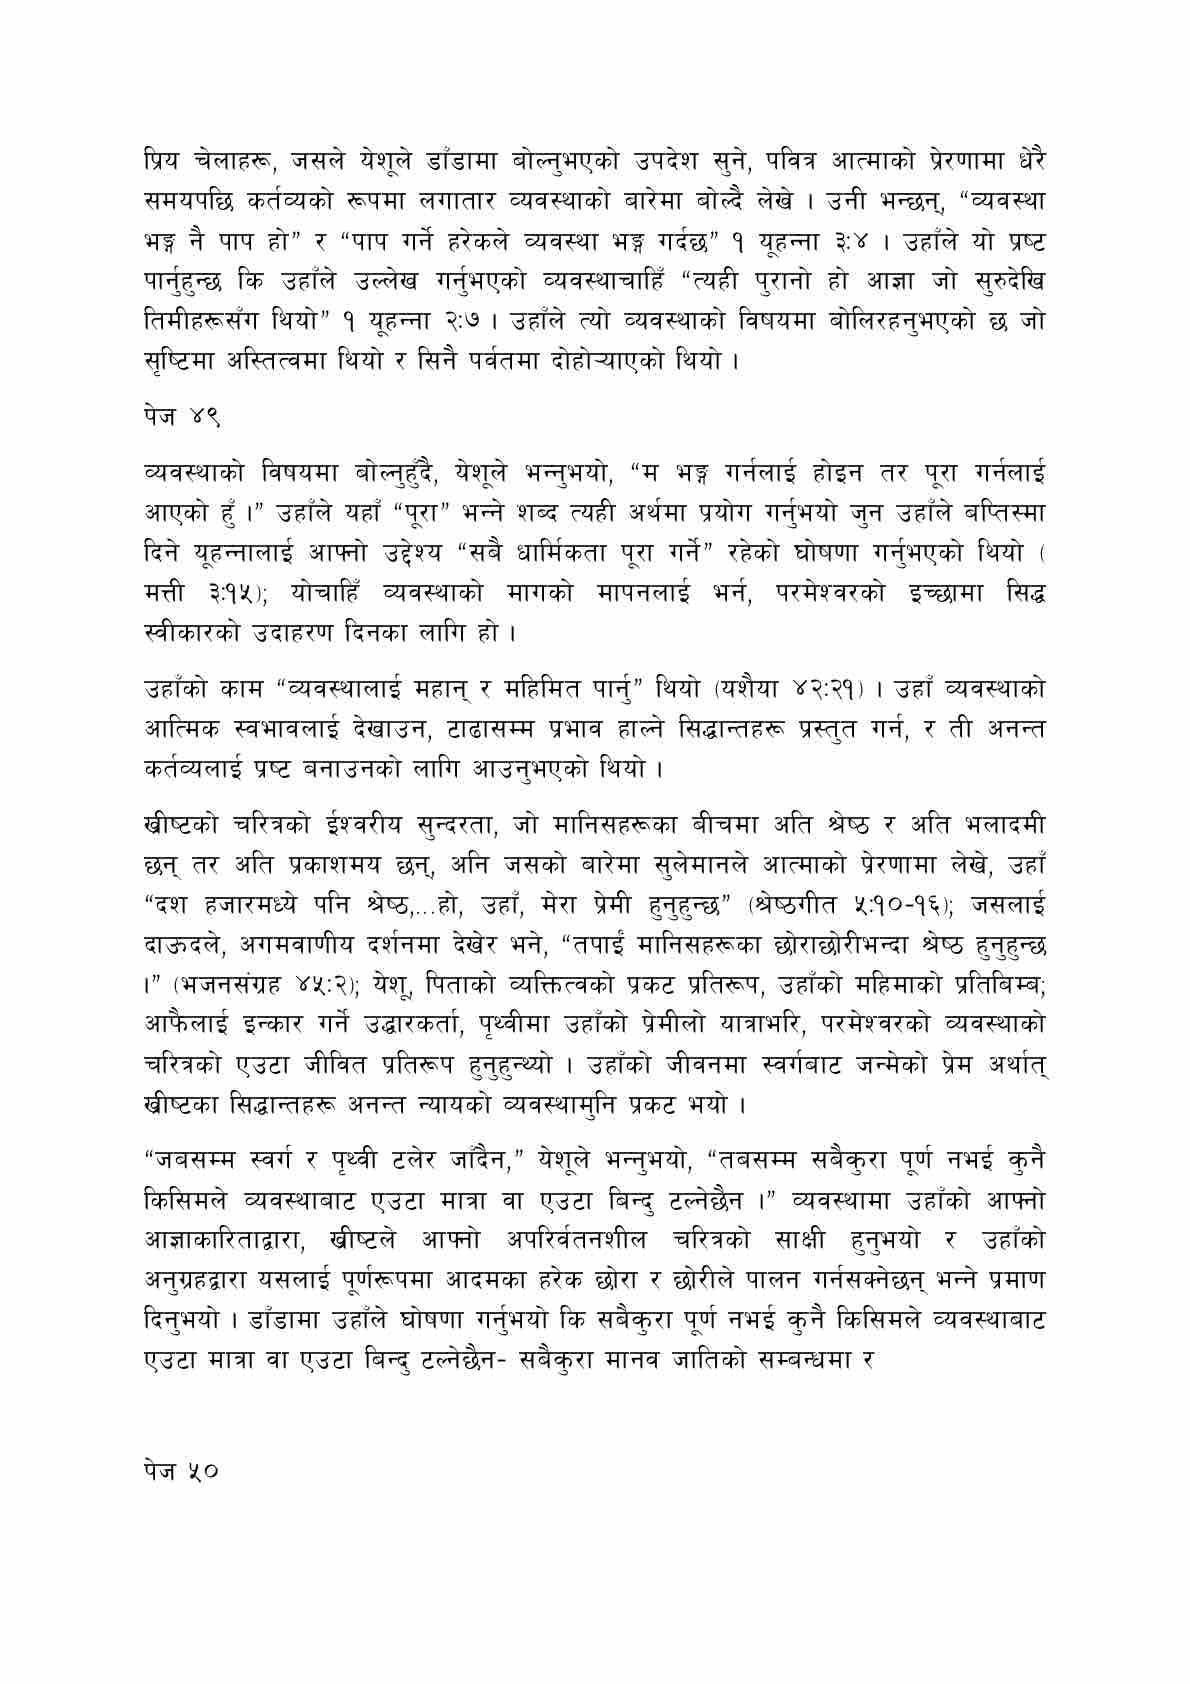 प्रिय चेलाहरू, जसले येशूले डाँडामा बोल्नुभएको उपदेश सुने, पवित्र आत्माको प्रेरणामा धेरै
समयपछि कर्तव्यको रूपमा लगातार व्यवस्थाको बारेमा बोल्दै लेखे । उनी भन्छन्, “व्यवस्था
भङ्ग नै पाप हो” र “पाप गर्ने हरेकले व्यवस्था भङ्ग गर्दछ” १ यूहन्ना ३:४ । उहाँले यो प्रष्ट
पार्नुहुन्छ कि उहाँले उल्लेख गर्नुभएको व्यवस्थाचाहिँ “त्यही पुरानो हो आज्ञा जो सुरुदेखि
तिमीहरूसँग थियो” १ यूहन्ना २:७ । उहाँले त्यो व्यवस्थाको विषयमा बोलिरहनुभएको छ जो
सृष्टिमा अस्तित्वमा थियो र सिनै पर्वतमा दोहोऱ्याएको थियो ।
पेज ४९
व्यवस्थाको विषयमा बोल्नुहुँदै, येशूले भन्नुभयो, “म भङ्ग गर्नलाई होइन तर पूरा गर्नलाई
आएको हुँ ।” उहाँले यहाँ “पूरा” भन्ने शब्द त्यही अर्थमा प्रयोग गर्नुभयो जुन उहाँले बप्तिस्मा
दिने यूहन्नालाई आफ्नो उद्देश्य “सबै धार्मिकता पूरा गर्ने” रहेको घोषणा गर्नुभएको थियो (
मत्ती ३:१५); योचाहिँ व्यवस्थाको मागको मापनलाई भर्न, परमेश्वरको इच्छामा सिद्ध
स्वीकारको उदाहरण दिनका लागि हो ।
उहाँको काम “व्यवस्थालाई महान् र महिमित पार्नु” थियो (यशैया ४२:२१) । उहाँ व्यवस्थाको
आत्मिक स्वभावलाई देखाउन, टाढासम्म प्रभाव हाल्ने सिद्धान्तहरू प्रस्तुत गर्न, र ती अनन्त
कर्तव्यलाई प्रष्ट बनाउनको लागि आउनुभएको थियो ।
ख्रीष्टको चरित्रको ईश्वरीय सुन्दरता, जो मानिसहरूका बीचमा अति श्रेष्ठ र अति भलादमी
छन् तर अति प्रकाशमय छन्, अनि जसको बारेमा सुलेमानले आत्माको प्रेरणामा लेखे, उहाँ
“दश हजारमध्ये पनि श्रेष्ठ,...हो, उहाँ, मेरा प्रेमी हुनुहुन्छ” (श्रेष्ठगीत ५:१०-१६); जसलाई
दाऊदले, अगमवाणीय दर्शनमा देखेर भने, “तपाईं मानिसहरूका छोराछोरीभन्दा श्रेष्ठ हुनुहुन्छ
।” (भजनसंग्रह ४५:२); येशू, पिताको व्यक्तित्वको प्रकट प्रतिरूप, उहाँको महिमाको प्रतिबिम्ब;
आफैलाई इन्कार गर्ने उद्धारकर्ता, पृथ्वीमा उहाँको प्रेमीलो यात्राभरि, परमेश्वरको व्यवस्थाको
चरित्रको एउटा जीवित प्रतिरूप हुनुहुन्थ्यो । उहाँको जीवनमा स्वर्गबाट जन्मेको प्रेम अर्थात्
ख्रीष्टका सिद्धान्तहरू अनन्त न्यायको व्यवस्थामुनि प्रकट भयो ।
“जबसम्म स्वर्ग र पृथ्वी टलेर जाँदैन,” येशूले भन्नुभयो, “तबसम्म सबैकुरा पूर्ण नभई कुनै
किसिमले व्यवस्थाबाट एउटा मात्रा वा एउटा बिन्दु टल्नेछैन ।” व्यवस्थामा उहाँको आफ्नो
आज्ञाकारिताद्वारा, ख्रीष्टले आफ्नो अपरिर्वतनशील चरित्रको साक्षी हुनुभयो र उहाँको
अनुग्रहद्वारा यसलाई पूर्णरूपमा आदमका हरेक छोरा र छोरीले पालन गर्नसक्नेछन् भन्ने प्रमाण
दिनुभयो । डाँडामा उहाँले घोषणा गर्नुभयो कि सबैकुरा पूर्ण नभई कुनै किसिमले व्यवस्थाबाट
एउटा मात्रा वा एउटा बिन्दु टल्नेछैन- सबैकुरा मानव जातिको सम्बन्धमा र
पेज ५०